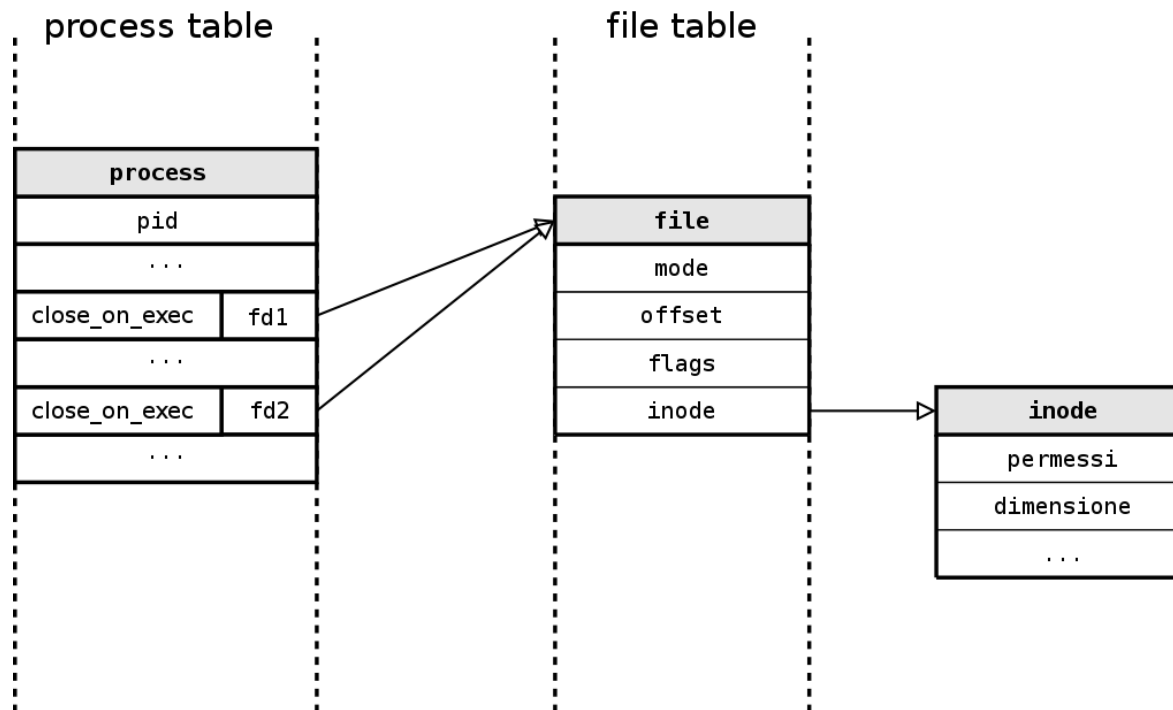 process table
file table
process
pid
...
close_on_exec fd1
...
close_on_exec fd2
...
file
mode
offset
flags
inode
inode
permessi
dimensione
...